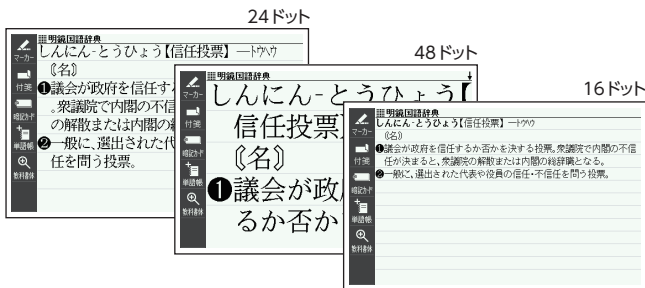 24ドット
明鏡国語辞典
しんにん‐とうひょう【信任投票】 ―トウヒョウ
〘名〙
❶議会が政府を信任す
。衆議院で内閣の不信
の解散または内閣の
❷一般に、選出された代
任を問う投票。
マーカー
付箋
暗記カード
単語帳
教科書体
48ドット
明鏡国語辞典
しんにん‐とうひょう【
信任投票】
〘名〙
❶議会が政
るか否か
マーカー
付箋
暗記カード
単語帳
教科書体
16ドット
明鏡国語辞典
しんにん‐とうひょう【信任投票】 ―トウヒョウ
〘名〙
❶議会が政府を信任するか否かを決する投票。衆議院で内閣の不信
任が決まると、衆議院の解散または内閣の総辞職となる。
❷一般に、選出された代表や役員の信任・不信任を問う投票。
マーカー
付箋
暗記カード
単語帳
教科書体